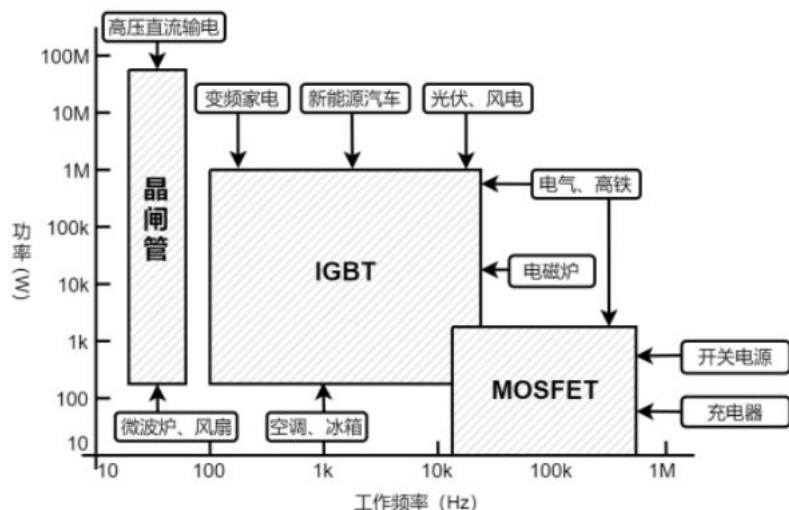 高压直流输电
100M
变频家电
新能源汽车
光伏、风电
10M
1M
晶闸管
电气、高铁
100k
功率(W)
IGBT
电磁炉
10k
1k
开关电源
MOSFET
100
充电器
微波炉、风扇
空调、冰箱
10
10
100
1k
10k
100k
1M
工作频率（Hz）